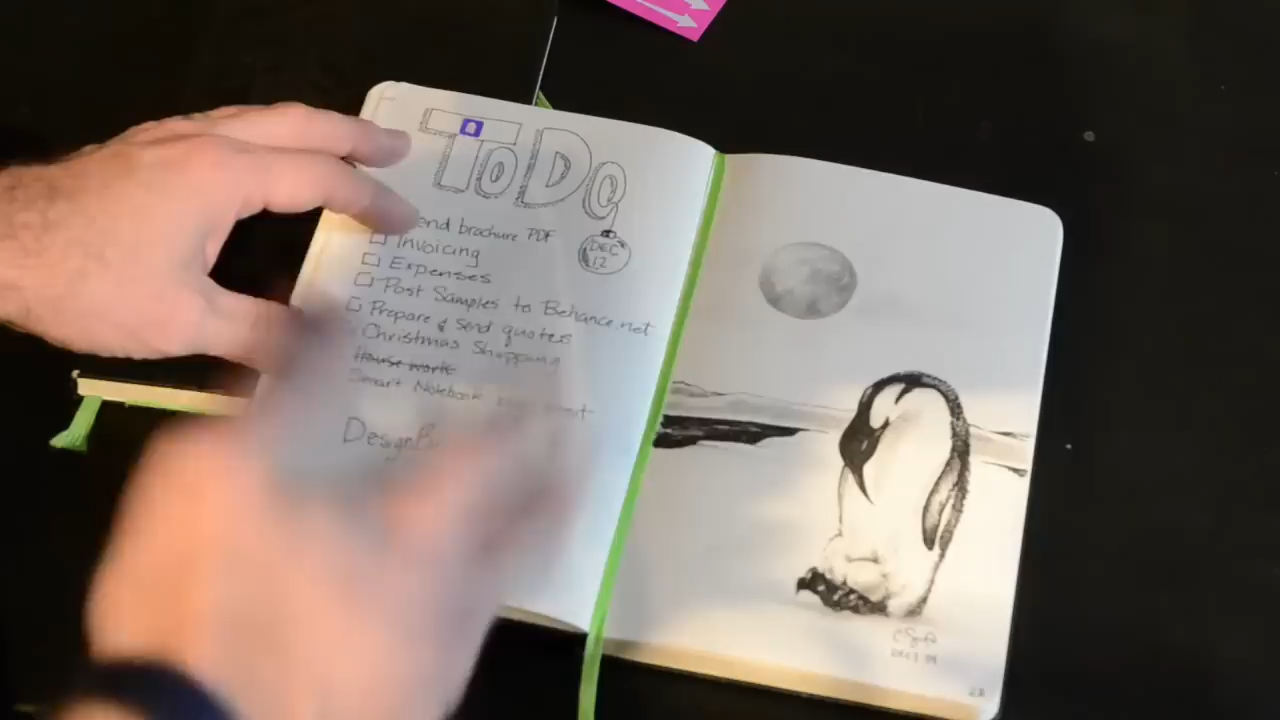 ToDo
DEC
12
end brochure PDF
Invoicing
Expenses
Post Samples to Behance.net
Prepare & send quotes
Christmas Shopping
House work
Smart Notebook
Design